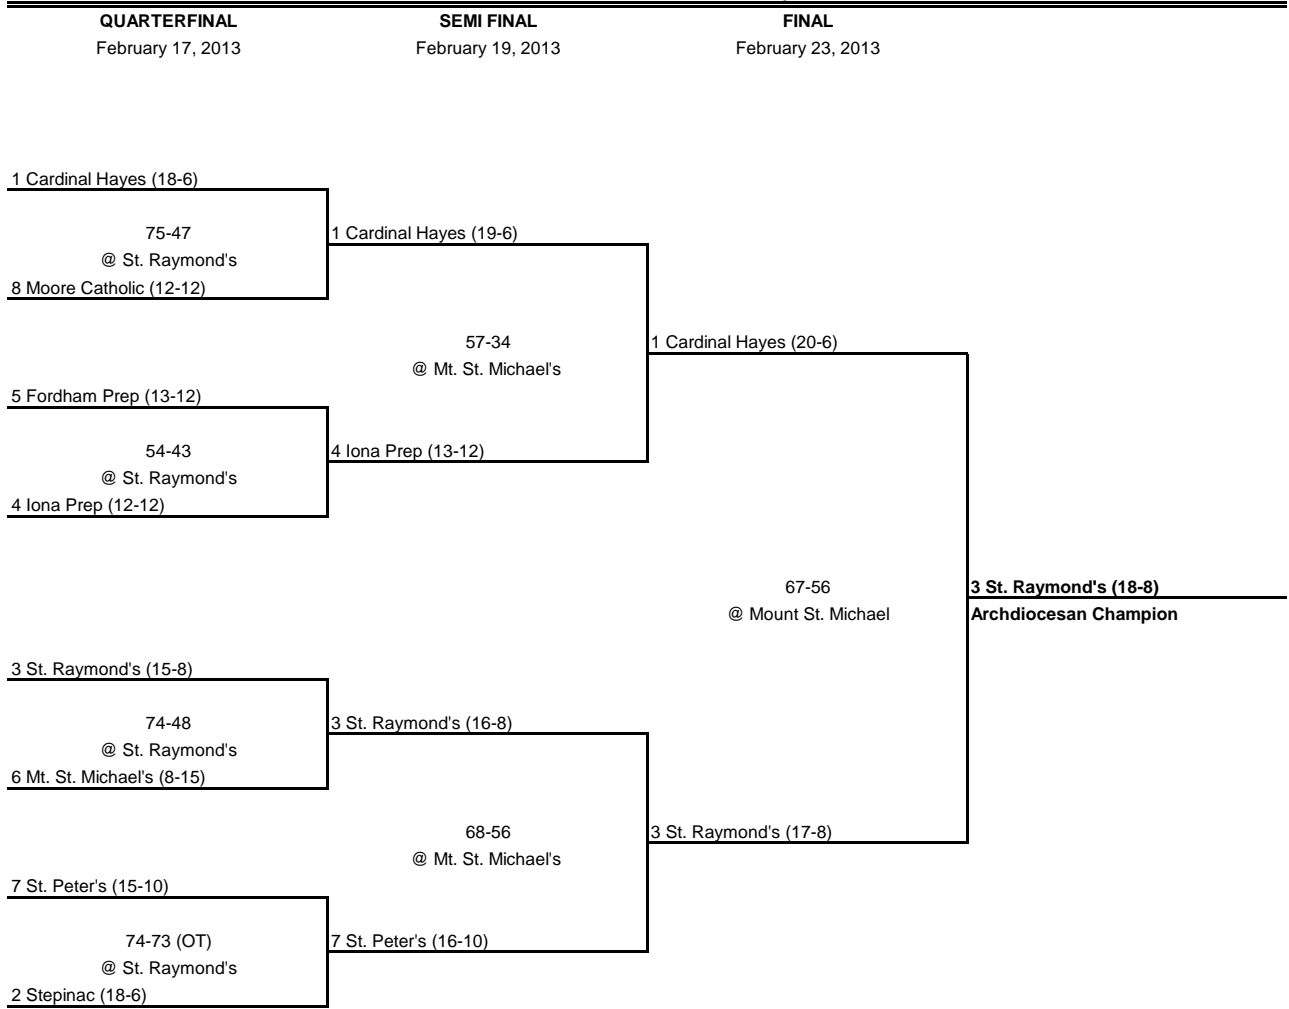 QUARTERFINAL SEMI FINAL FINAL
February 17, 2013 February 19, 2013 February 23, 2013
1 Cardinal Hayes (18-6)
75-47 1 Cardinal Hayes (19-6)
@ St. Raymond's
8 Moore Catholic (12-12)
57-34 1 Cardinal Hayes (20-6)
@ Mt. St. Michael's
5 Fordham Prep (13-12)
54-43 4 Iona Prep (13-12)
@ St. Raymond's
4 Iona Prep (12-12)
67-56 3 St. Raymond's (18-8)
@ Mount St. Michael Archdiocesan Champion
3 St. Raymond's (15-8)
74-48 3 St. Raymond's (16-8)
@ St. Raymond's
6 Mt. St. Michael's (8-15)
68-56 3 St. Raymond's (17-8)
@ Mt. St. Michael's
7 St. Peter's (15-10)
74-73 (OT) 7 St. Peter's (16-10)
@ St. Raymond's
2 Stepinac (18-6)